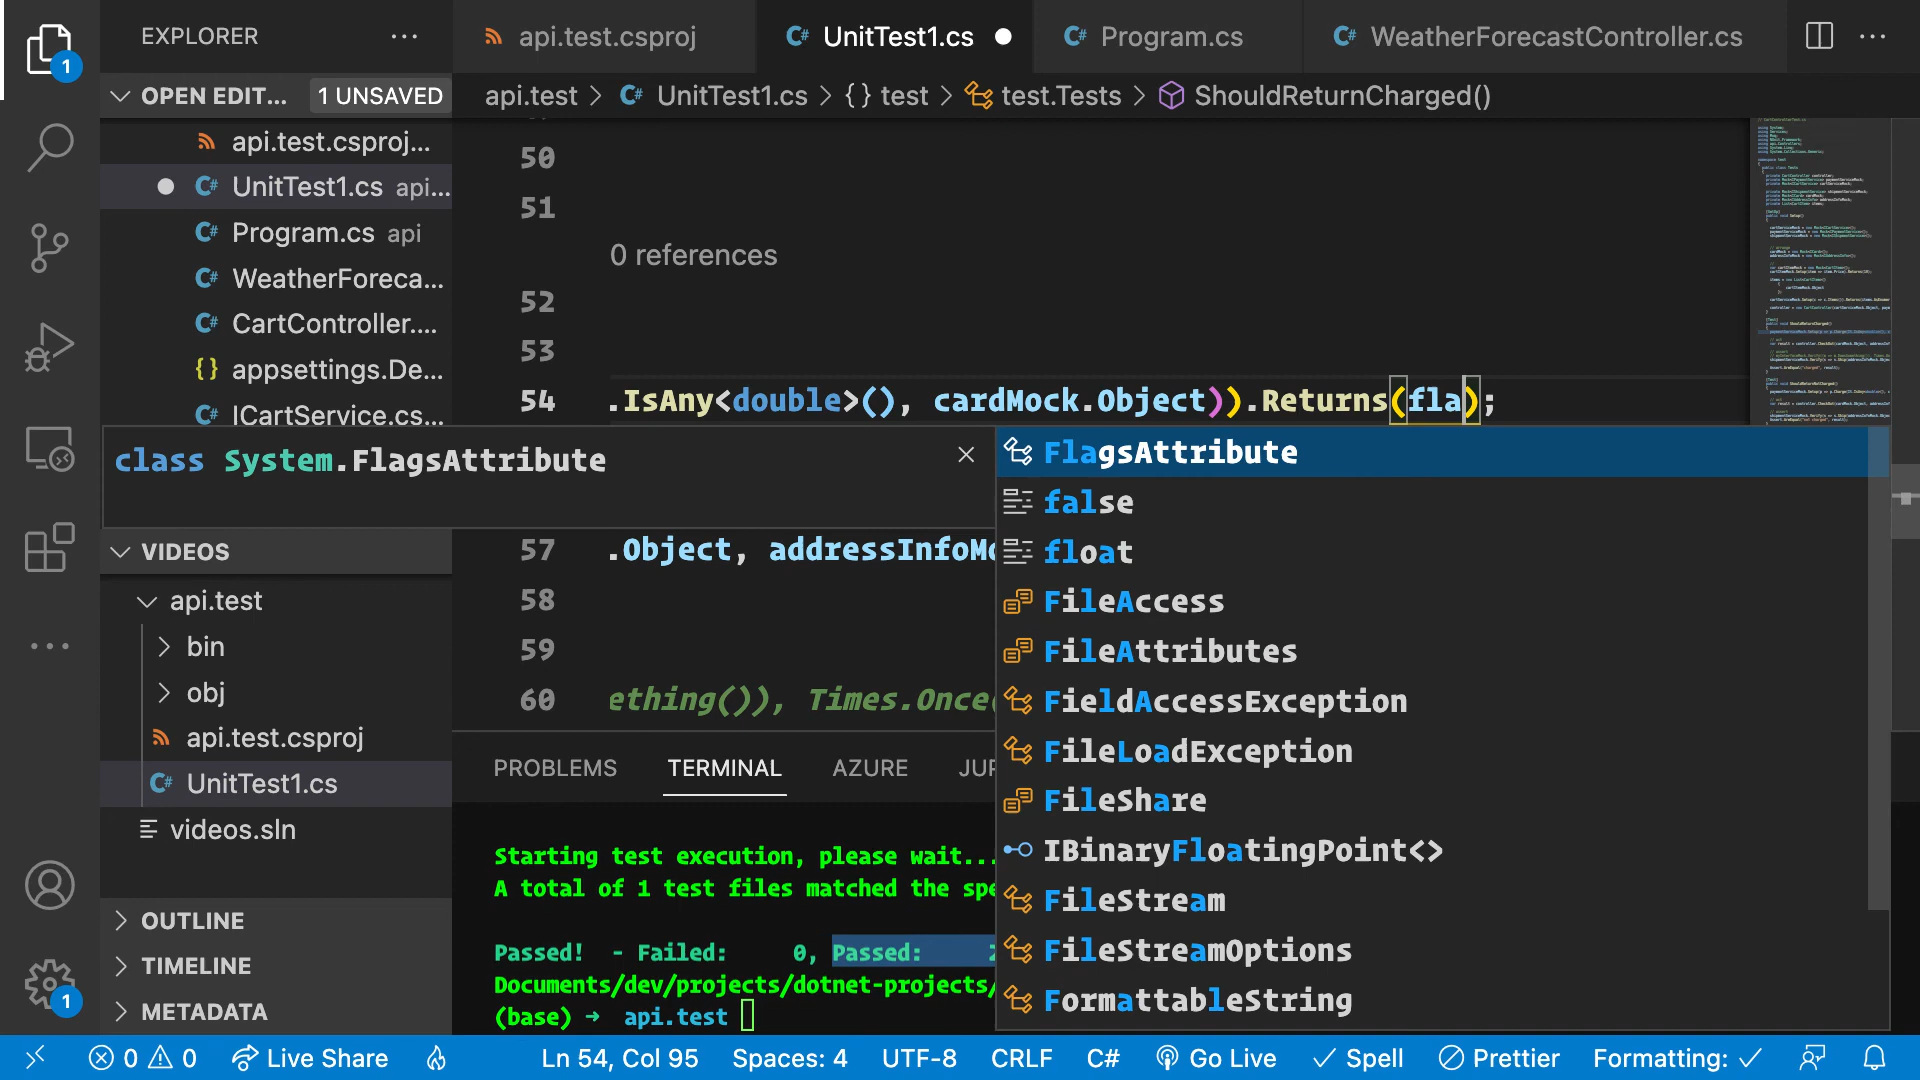 EXPLORER
api.test.csproj
UnitTest1.cs
Program.cs
WeatherForecastController.cs
1
OPEN EDIT...
1 UNSAVED
api.test > UnitTest1.cs > {} test > test.Tests > ShouldReturnCharged()
api.test.csproj...
UnitTest1.cs api...
Program.cs api
WeatherForeca...
CartController....
{} appsettings.De...
ICartService.cs...
50
51
0 references
52
53
54 .IsAny<double>(), cardMock.Object)).Returns(fla);
class System.FlagsAttribute
FlagsAttribute
false
float
FileAccess
FileAttributes
FieldAccessException
FileLoadException
FileShare
IBinaryFloatingPoint<>
FileStream
FileStreamOptions
FormattableString
57 .Object, addressInfoMo
58
59
60 ething()), Times.Once(
VIDEOS
api.test
bin
obj
api.test.csproj
UnitTest1.cs
videos.sln
OUTLINE
TIMELINE
METADATA
PROBLEMS
TERMINAL
AZURE
JUP
Starting test execution, please wait...
A total of 1 test files matched the spe
Passed! - Failed: 0, Passed: 2
Documents/dev/projects/dotnet-projects/
(base) → api.test
1
0 0
Live Share
Ln 54, Col 95
Spaces: 4
UTF-8
CRLF
C#
Go Live
Spell
Prettier
Formatting: ✓